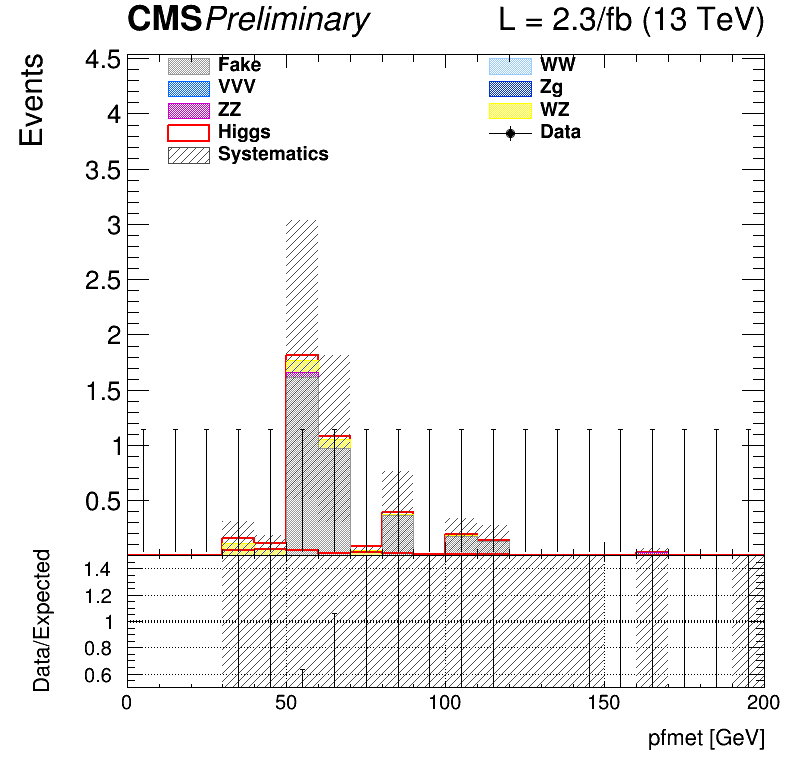 CMSPreliminary L = 2.3/fb (13 TeV)
Events
4.5
4
3.5
3
2.5
2
1.5
1
0.5
Fake WW
VVV Zg
ZZ WZ
Higgs Data
Systematics
Data/Expected
1.4
1.2
1
0.8
0.6
0 50 100 150 200
pfmet [GeV]